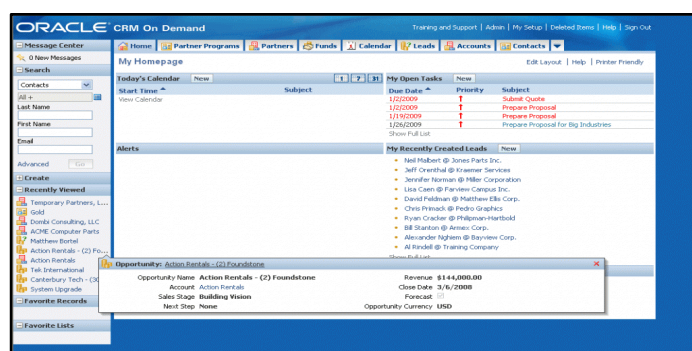 ORACLE CRM On Demand
Training and Support | Admin | My Setup | Deleted Items | Help | Sign Out
Message Center
0 New Messages
Search
Contacts
All +
Last Name
First Name
Email
Advanced Go
Create
Recently Viewed
Temporary Partners, L...
Gold
Dombi Consulting, LLC
ACME Computer Parts
Matthew Bortel
Action Rentals - (2) Fo...
Action Rentals
Tek International
Canterbury Tech - (30
System Upgrade
Favorite Records
Favorite Lists
Home Partner Programs Partners Funds Calendar Leads Accounts Contacts
My Homepage
Edit Layout | Help | Printer Friendly
Today's Calendar New 1 7 31
Start Time Subject
View Calendar
Alerts
My Open Tasks New
Due Date Priority Subject
1/2/2009 Submit Quote
1/2/2009 Prepare Proposal
1/19/2009 Prepare Proposal
1/26/2009 Prepare Proposal for Big Industries
Show Full List
My Recently Created Leads New
Neil Malbert @ Jones Parts Inc.
Jeff Orenthal @ Kraemer Services
Jennifer Norman @ Miller Corporation
Lisa Caen @ Farview Campus Inc.
David Feldman @ Matthew Ellis Corp.
Chris Primack @ Pedro Graphics
Ryan Cracker @ Philipman-Hartbold
Bill Stanton @ Armex Corp.
Alexander Nghiem @ Bayview Corp.
Al Rindell @ Training Company
Show Full List
Opportunity: Action Rentals - (2) Foundstone
Opportunity Name Action Rentals - (2) Foundstone
Account Action Rentals
Sales Stage Building Vision
Next Step None
Revenue $144,000.00
Close Date 3/6/2008
Forecast
Opportunity Currency USD